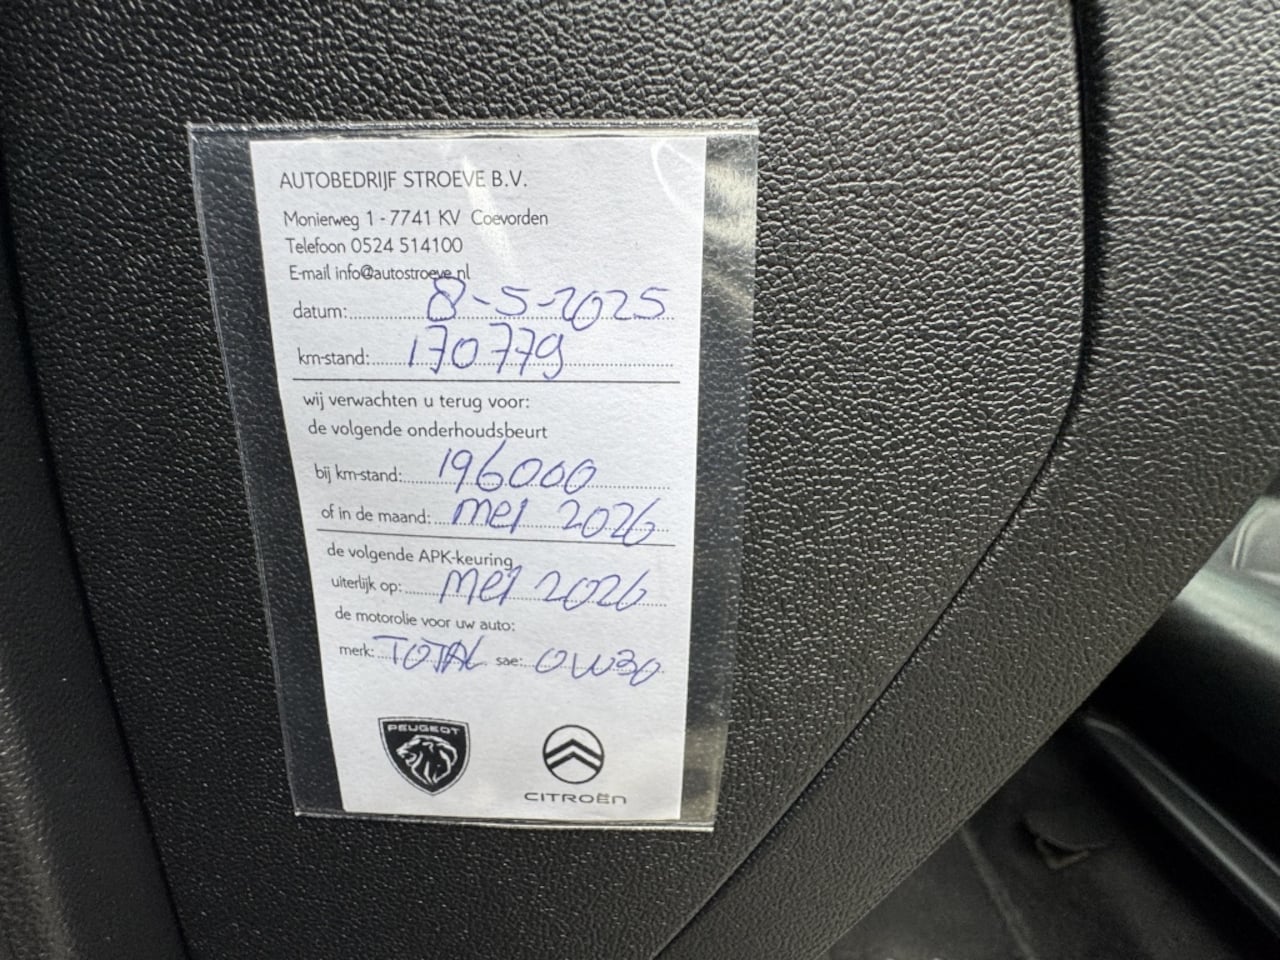 AUTOBEDRIJF STROEVE B.V.
Monierweg 1 - 7741 KV Coevorden
Telefoon 0524 514100
E-mail info@autostroeve.nl
datum: 8-5-2025
km-stand: 170779
wij verwachten u terug voor:
de volgende onderhoudsbeurt
bij km-stand: 196000
of in de maand: mei 2026
de volgende APK-keuring
uiterlijk op: mei 2026
de motorolie voor uw auto:
merk: TOTAL sae: 0W30
PEUGEOT
CITROËN